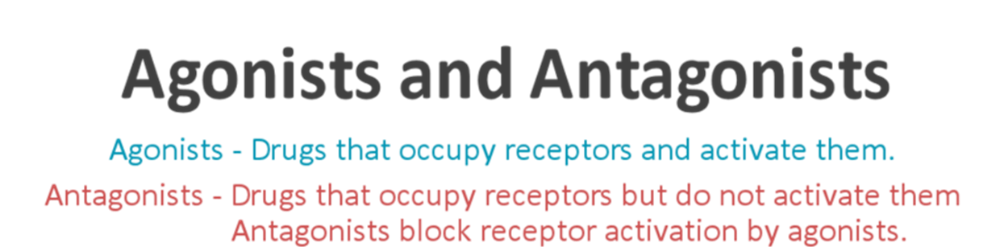 Agonists and Antagonists
Agonists - Drugs that occupy receptors and activate them.
Antagonists - Drugs that occupy receptors but do not activate them
Antagonists block receptor activation by agonists.